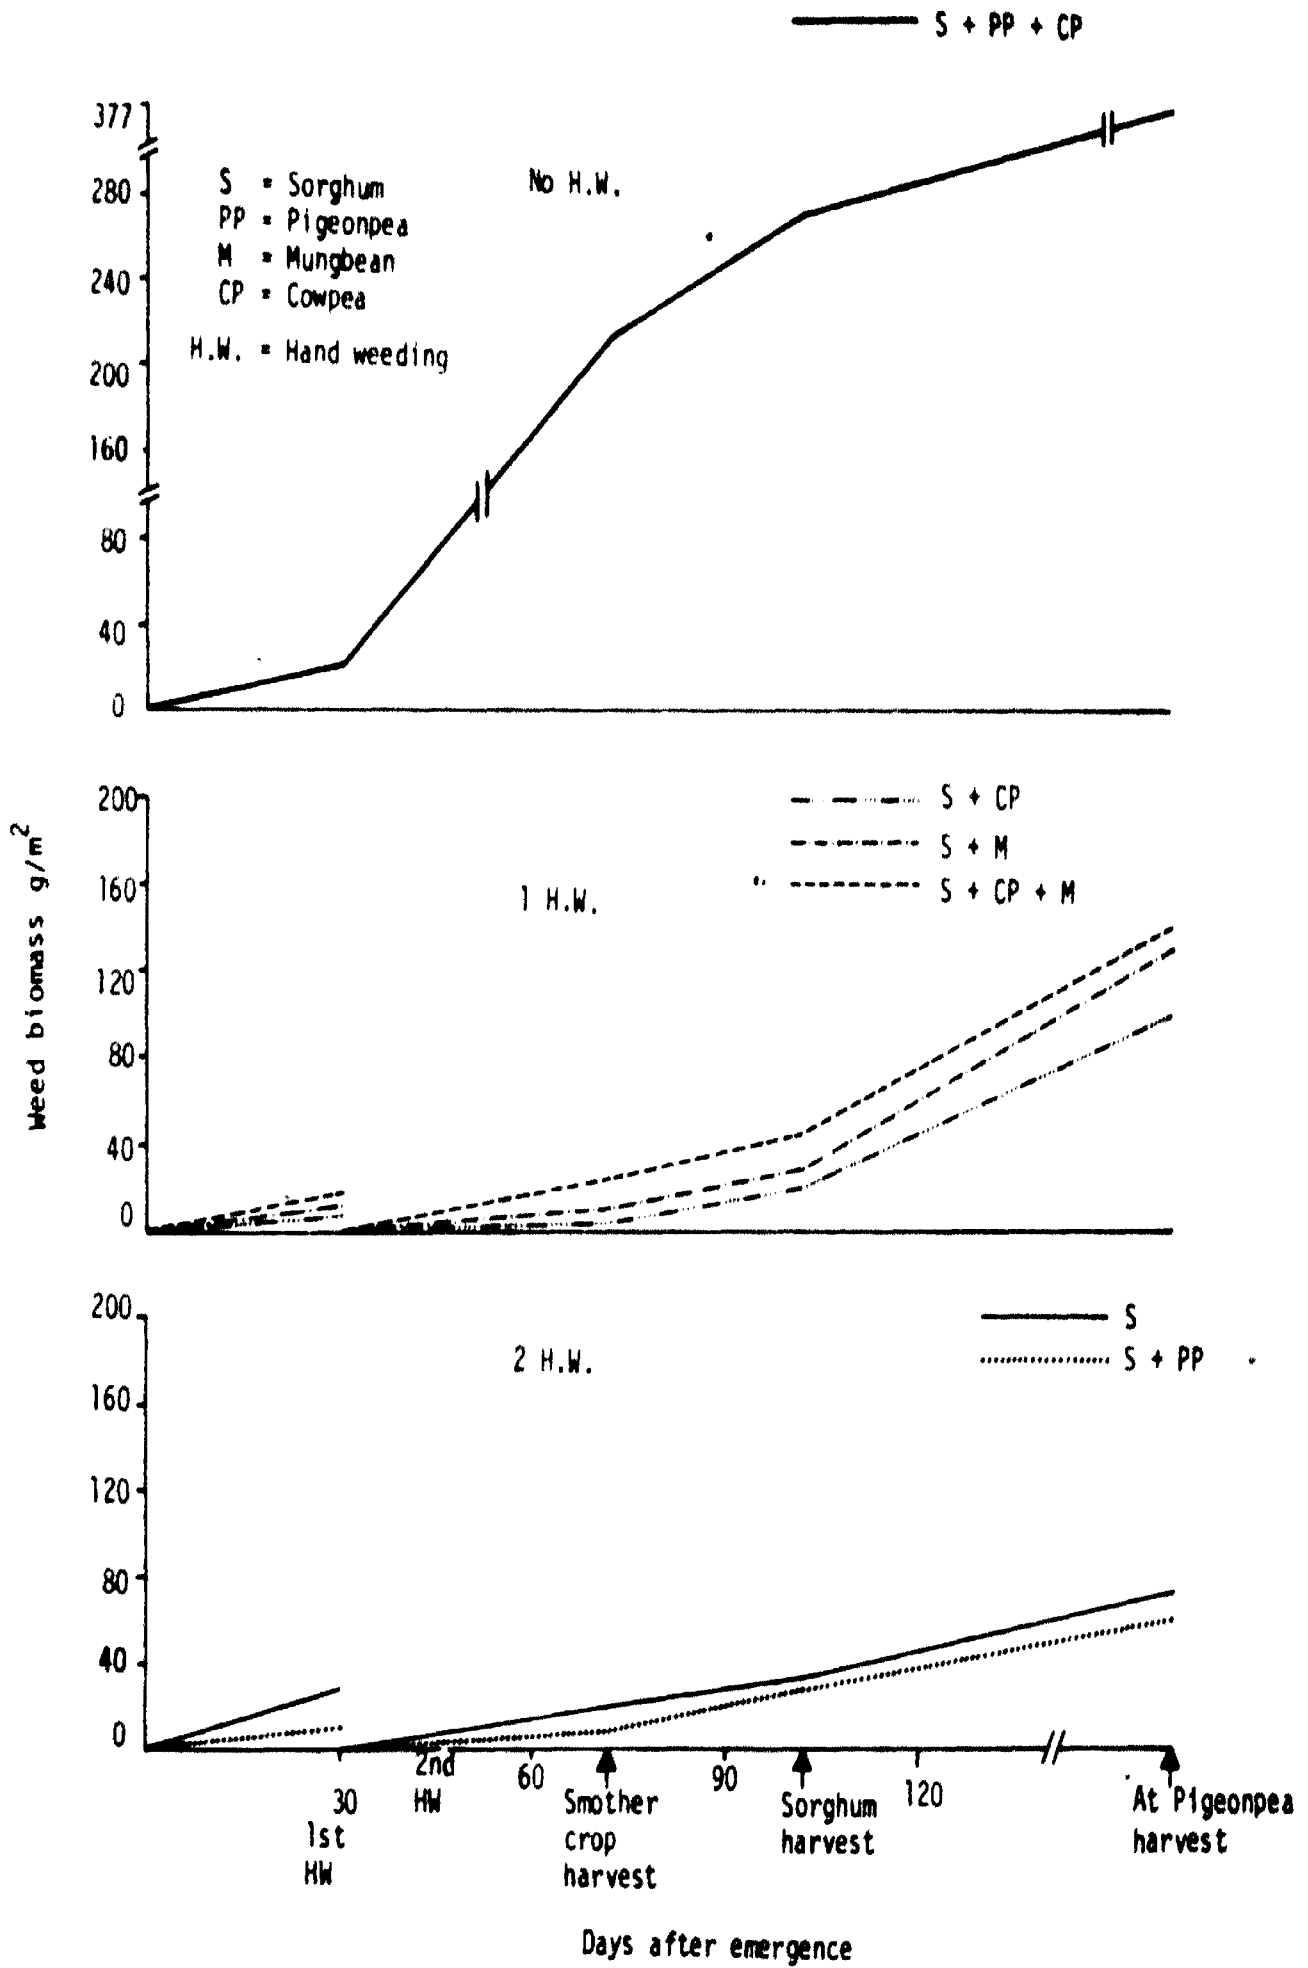 S + PP + CP
377
280
240
200
160
80
40
0
S = Sorghum
PP = Pigeonpea
M = Mungbean
CP = Cowpea
H.W. = Hand weeding
No H.W.
Weed biomass g/m²
200
160
120
80
40
0
1 H.W.
S + CP
S + M
S + CP + M
200
160
120
80
40
0
2 H.W.
S
S + PP
30
1st
HW
2nd
HW
60
Smother
crop
harvest
90
Sorghum
harvest
120
At Pigeonpea
harvest
Days after emergence